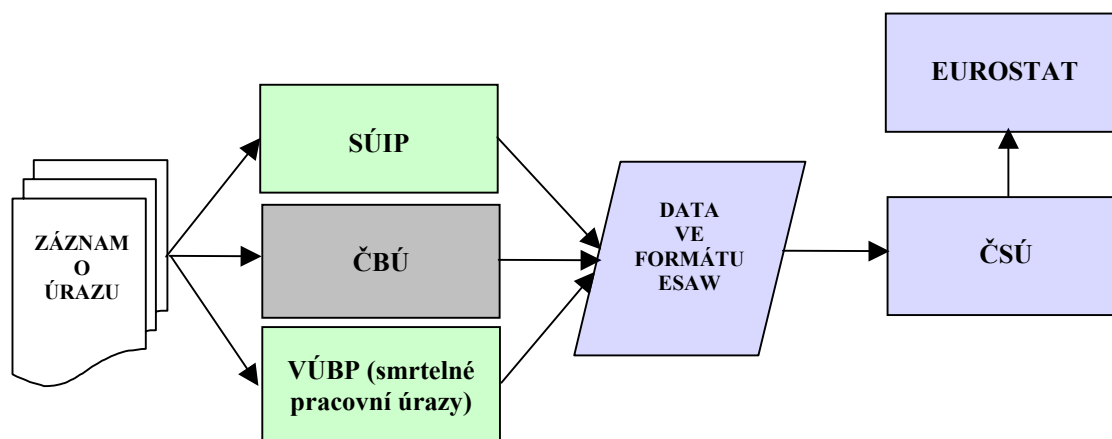 ZÁZNAM
O
ÚRAZU
SÚIP
ČBÚ
VÚBP (smrtelné
pracovní úrazy)
DATA
VE
FORMÁTU
ESAW
EUROSTAT
ČSÚ